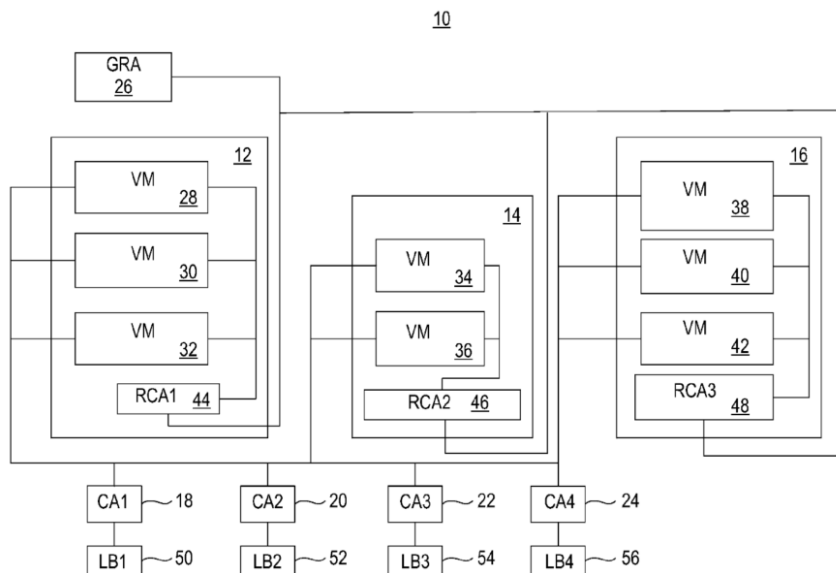 10
GRA
26
12
VM
28
VM
30
VM
32
RCA1 44
14
VM
34
VM
36
RCA2 46
16
VM
38
VM
40
VM
42
RCA3
48
CA1 18
CA2 20
CA3 22
CA4 24
LB1 50
LB2 52
LB3 54
LB4 56